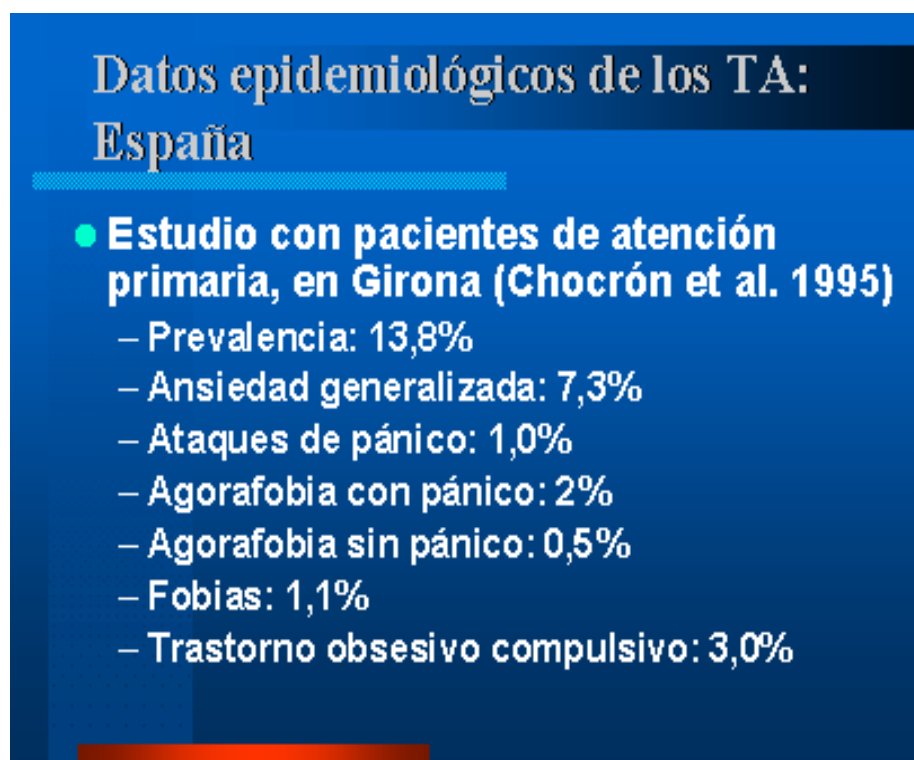 Datos epidemiológicos de los TA:
España
Estudio con pacientes de atención
primaria, en Girona (Chocrón et al. 1995)
– Prevalencia: 13,8%
– Ansiedad generalizada: 7,3%
– Ataques de pánico: 1,0%
– Agorafobia con pánico: 2%
– Agorafobia sin pánico: 0,5%
– Fobias: 1,1%
– Trastorno obsesivo compulsivo: 3,0%